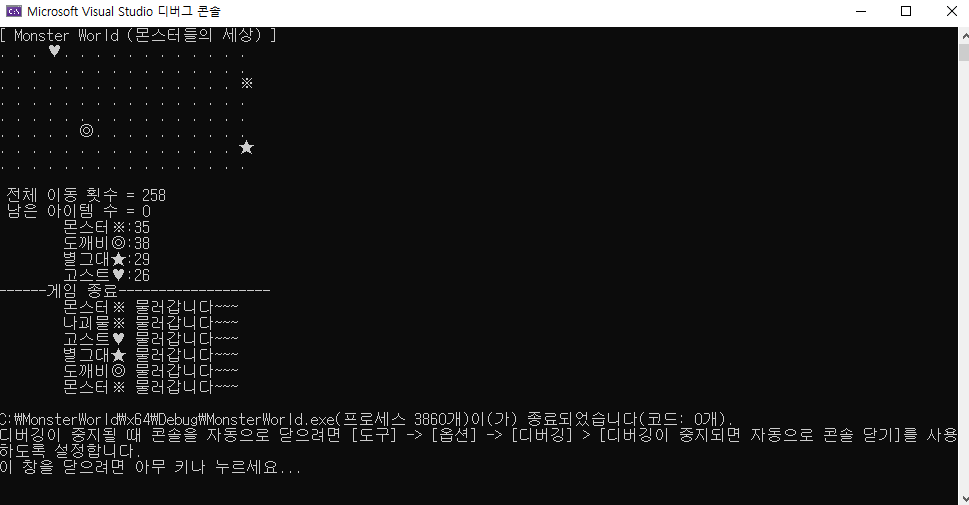 Microsoft Visual Studio 디버그 콘솔
[ Monster World (몬스터들의 세상) ]
. . . ♥. . . . . . . . . . . .
. . . . . . . . . . . . . . . .
. . . . . . . . . . . . . . . ※
. . . . . . . . . . . . . . . .
. . . . . . . . . . . . . . . .
. . . . . ◎. . . . . . . . . .
. . . . . . . . . . . . . . . ★
. . . . . . . . . . . . . . . .
전체 이동 횟수 = 258
남은 아이템 수 = 0
몬스터※:35
도깨비◎:38
별그대★:29
고스트♥:26
------게임 종료-------------------
몬스터※ 물러갑니다~~~
나괴물※ 물러갑니다~~~
고스트♥ 물러갑니다~~~
별그대★ 물러갑니다~~~
도깨비◎ 물러갑니다~~~
몬스터※ 물러갑니다~~~
C:₩MonsterWorld₩x64₩Debug₩MonsterWorld.exe(프로세스 3860개)이(가) 종료되었습니다(코드: 0개).
디버깅이 중지될 때 콘솔을 자동으로 닫으려면 [도구] -> [옵션] -> [디버깅] > [디버깅이 중지되면 자동으로 콘솔 닫기]를 사용
하도록 설정합니다.
이 창을 닫으려면 아무 키나 누르세요...